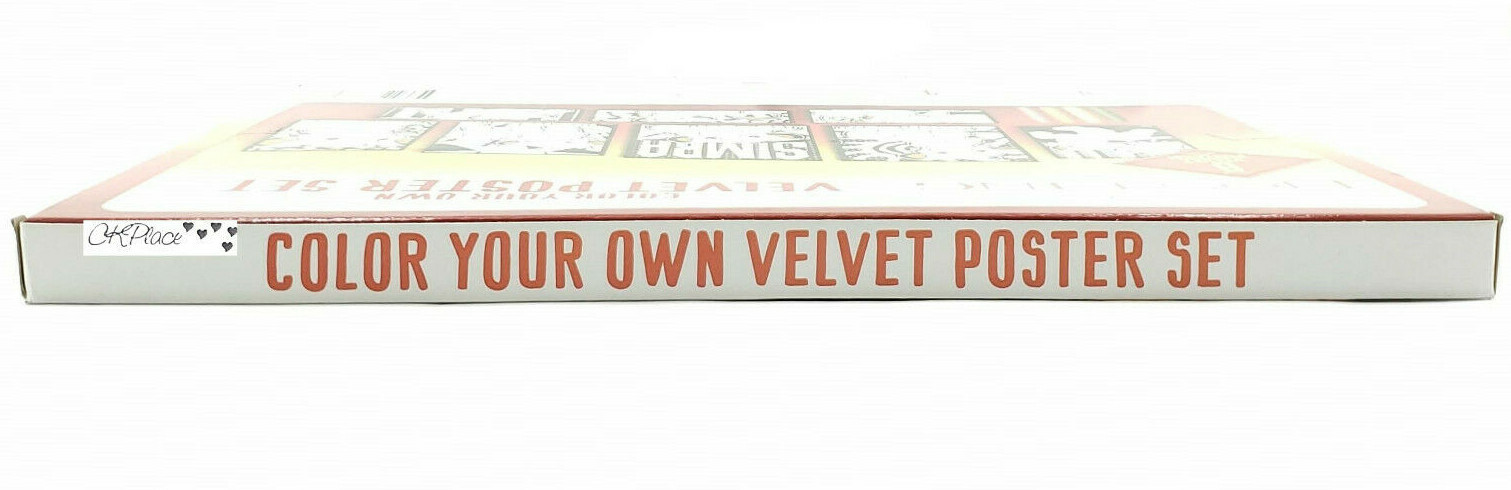 SIMBA
COLOR YOUR OWN
VELVET POSTER SET
CKPlace
COLOR YOUR OWN VELVET POSTER SET